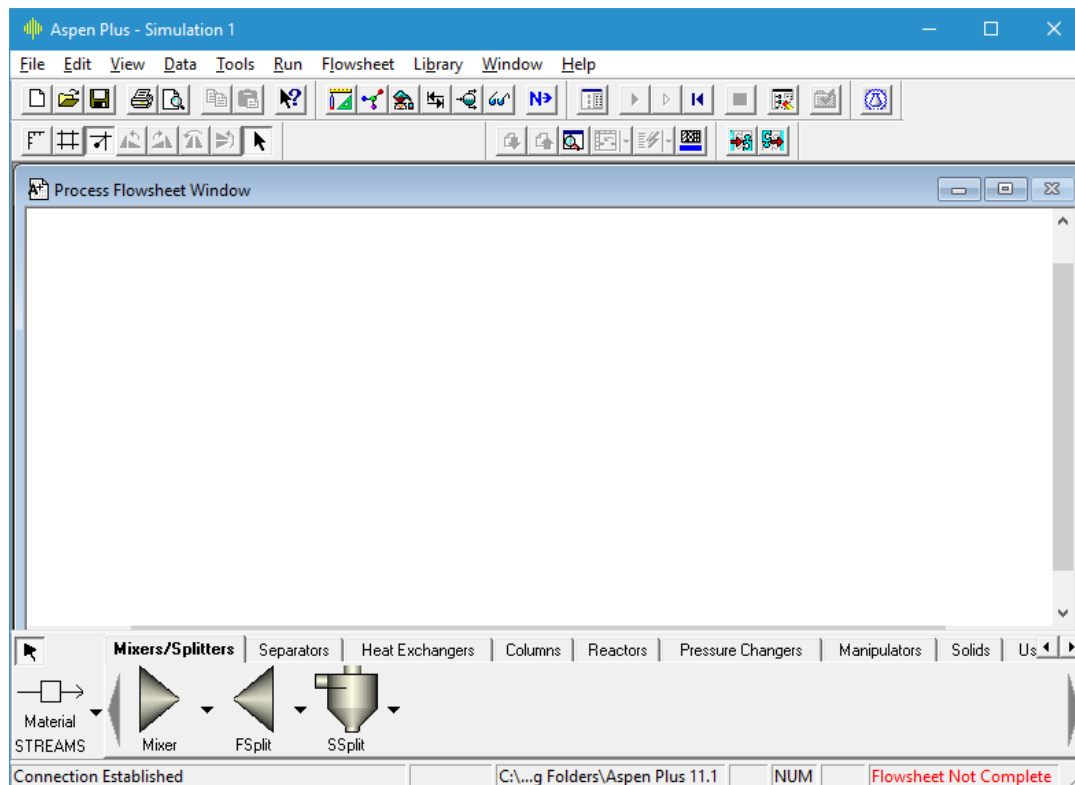 Aspen Plus - Simulation 1
File Edit View Data Tools Run Flowsheet Library Window Help
N
Process Flowsheet Window
Mixers/Splitters Separators Heat Exchangers Columns Reactors Pressure Changers Manipulators Solids Us
Material
STREAMS
Mixer FSplit SSplit
Connection Established C:\...g Folders\Aspen Plus 11.1 NUM Flowsheet Not Complete